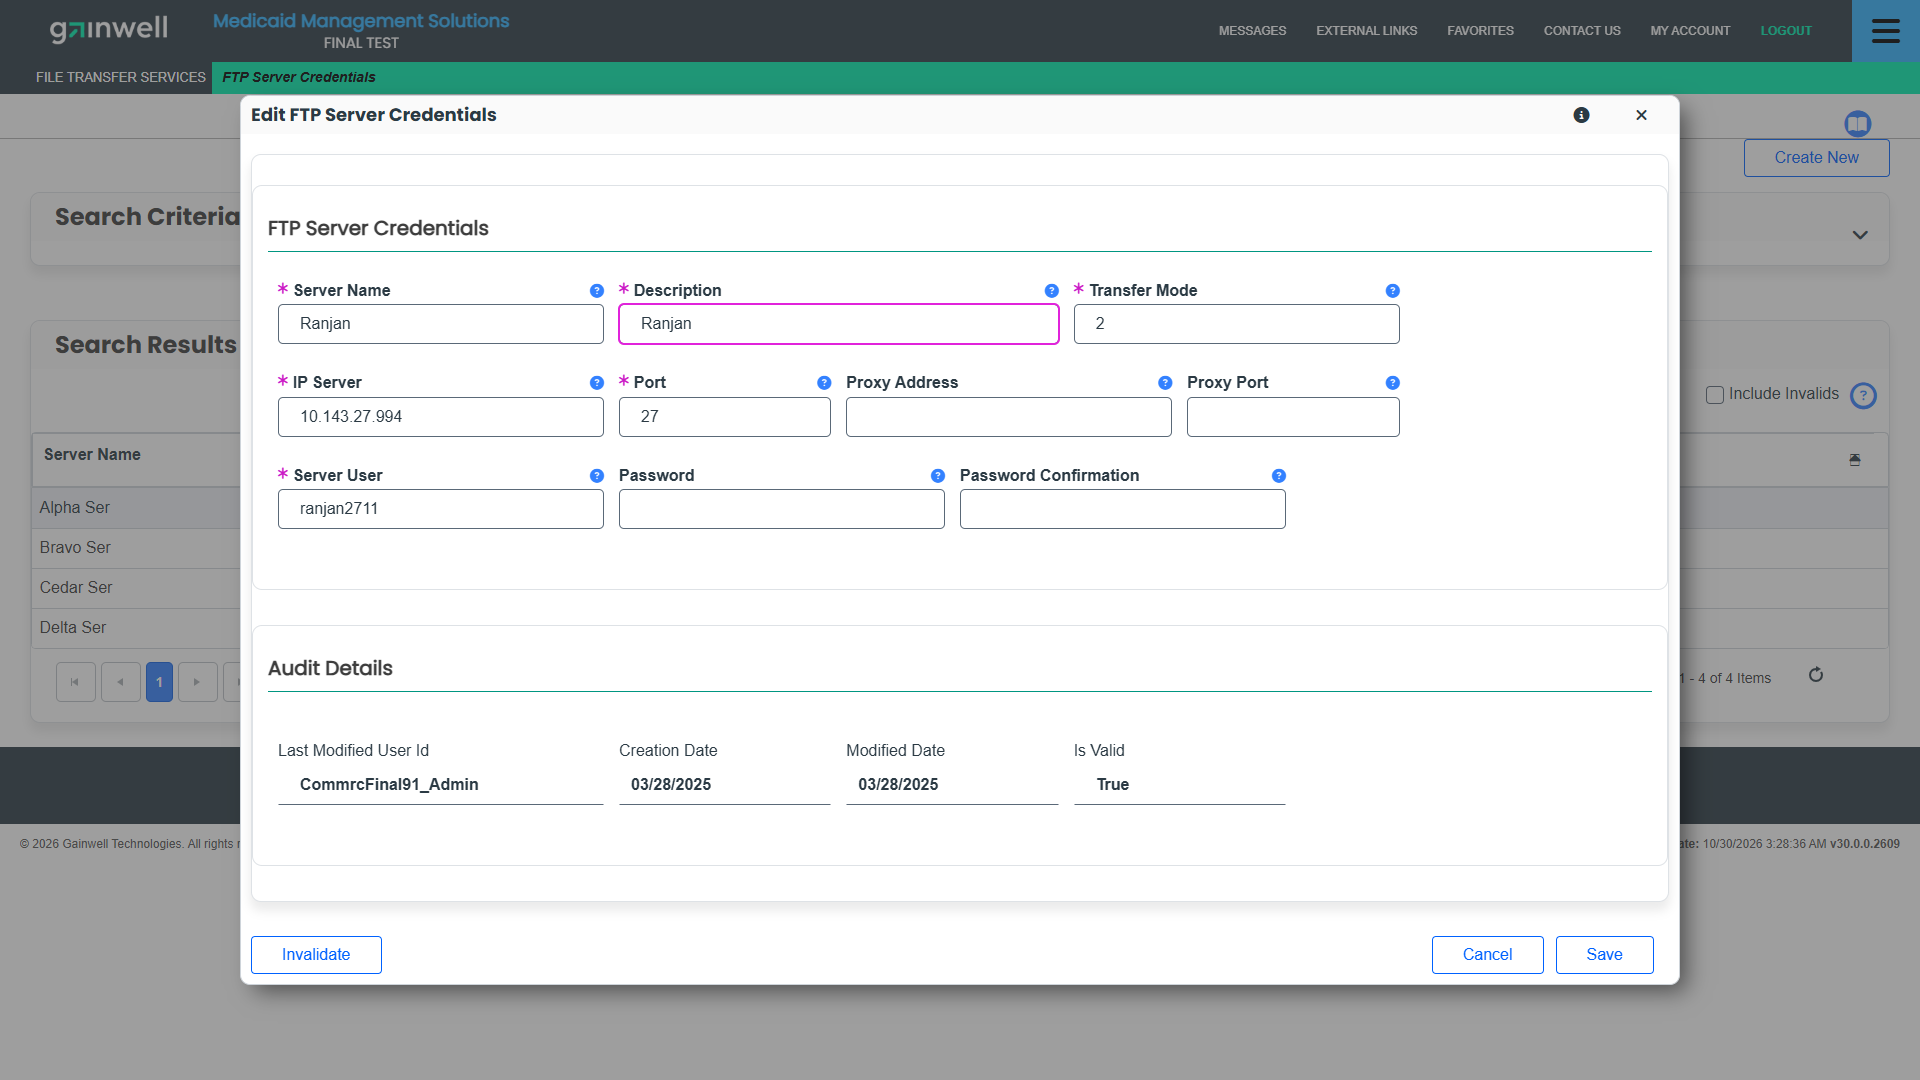 gainwell
Medicaid Management Solutions
FINAL TEST
MESSAGES EXTERNAL LINKS FAVORITES CONTACT US MY ACCOUNT LOGOUT
FILE TRANSFER SERVICES FTP Server Credentials
Edit FTP Server Credentials
Create New
Search Criteria
FTP Server Credentials
* Server Name * Description * Transfer Mode
Ranjan Ranjan 2
Search Results
* IP Server * Port Proxy Address Proxy Port
Include Invalids
10.143.27.994 27
Server Name
* Server User Password Password Confirmation
ranjan2711
Alpha Ser
Bravo Ser
Cedar Ser
Delta Ser
Audit Details
1
1 - 4 of 4 Items
Last Modified User Id Creation Date Modified Date Is Valid
CommrcFinal91_Admin 03/28/2025 03/28/2025 True
© 2026 Gainwell Technologies. All rights
10/30/2026 3:28:36 AM v30.0.0.2609
Invalidate Cancel Save